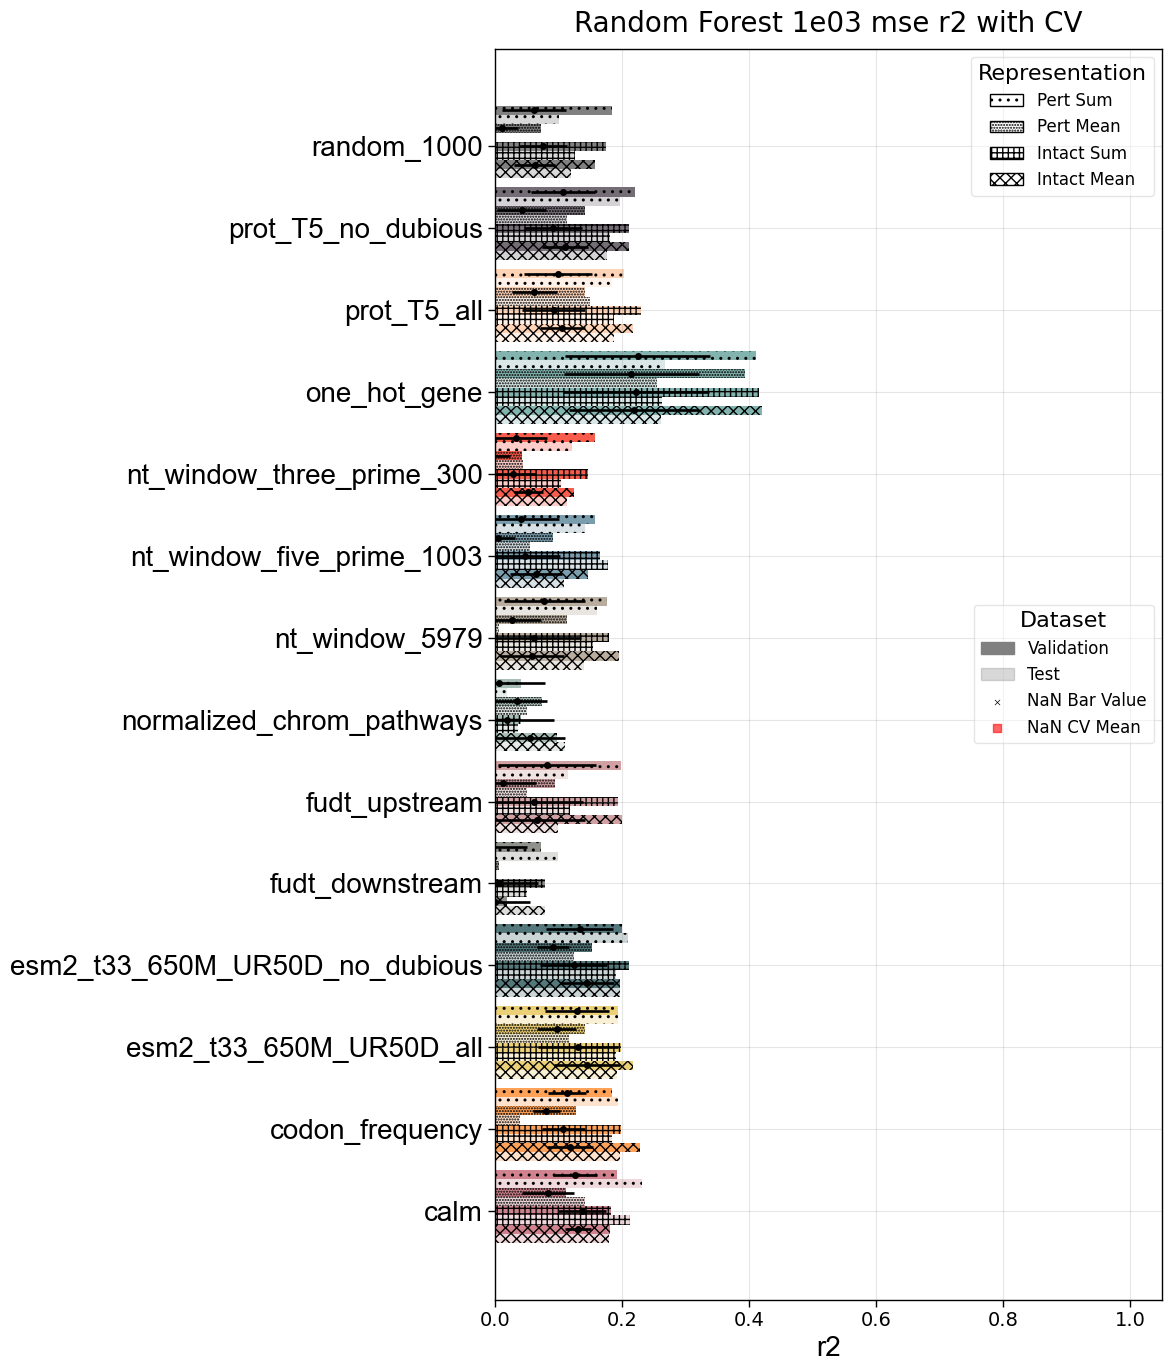 Random Forest 1e03 mse r2 with CV
Representation
Pert Sum
Pert Mean
Intact Sum
Intact Mean
random_1000
prot_T5_no_dubious
prot_T5_all
one_hot_gene
nt_window_three_prime_300
nt_window_five_prime_1003
nt_window_5979
Dataset
Validation
Test
NaN Bar Value
NaN CV Mean
normalized_chrom_pathways
fudt_upstream
fudt_downstream
esm2_t33_650M_UR50D_no_dubious
esm2_t33_650M_UR50D_all
codon_frequency
calm
0.0 0.2 0.4 0.6 0.8 1.0
r2